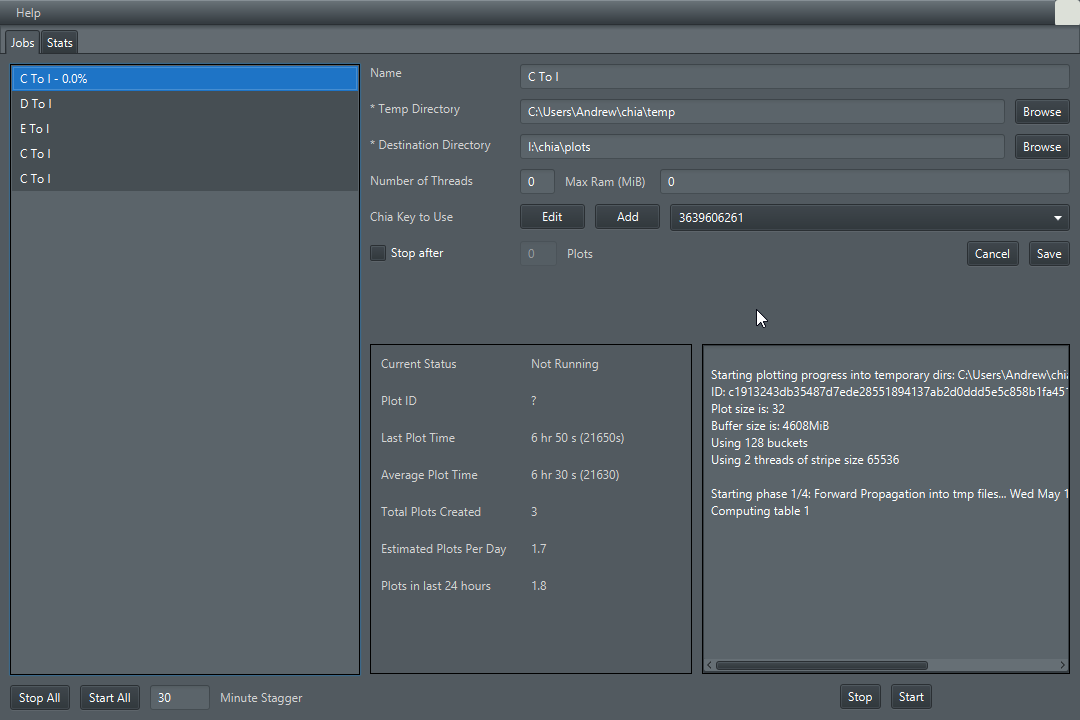 Help
Jobs Stats
C To I - 0.0%
D To I
E To I
C To I
C To I
Name C To I
* Temp Directory C:\Users\Andrew\chia\temp Browse
* Destination Directory I:\chia\plots Browse
Number of Threads 0 Max Ram (MiB) 0
Chia Key to Use Edit Add 3639606261
Stop after 0 Plots Cancel Save
Current Status Not Running
Plot ID ?
Last Plot Time 6 hr 50 s (21650s)
Average Plot Time 6 hr 30 s (21630)
Total Plots Created 3
Estimated Plots Per Day 1.7
Plots in last 24 hours 1.8
Starting plotting progress into temporary dirs: C:\Users\Andrew\chia
ID: c1913243db35487d7ede28551894137ab2d0ddd5e5c858b1fa451
Plot size is: 32
Buffer size is: 4608MiB
Using 128 buckets
Using 2 threads of stripe size 65536
Starting phase 1/4: Forward Propagation into tmp files... Wed May 1
Computing table 1
Stop All Start All 30 Minute Stagger Stop Start